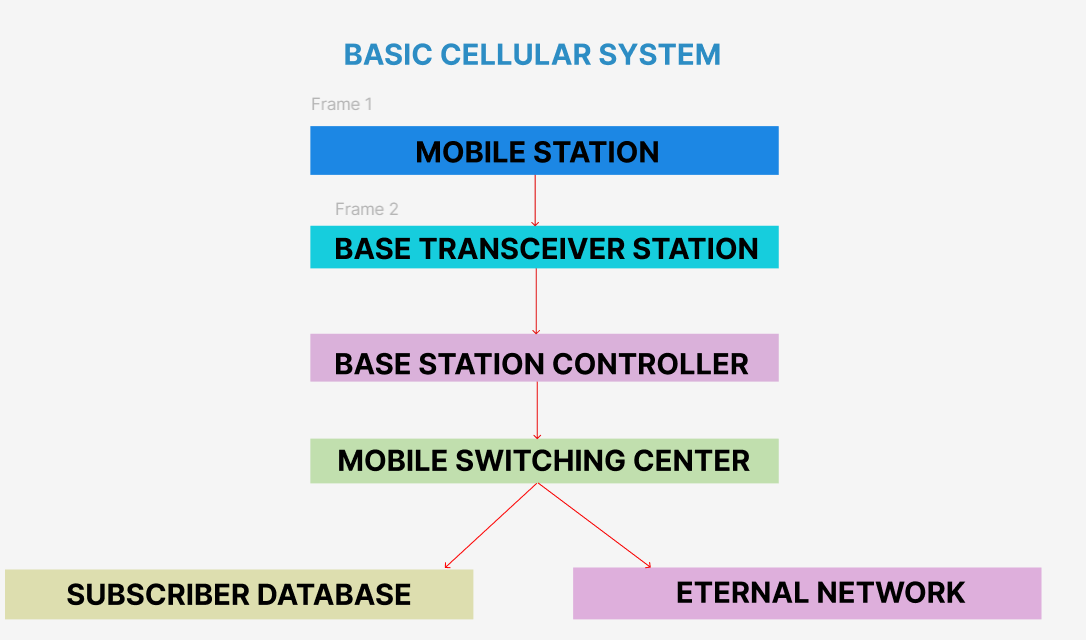 BASIC CELLULAR SYSTEM
Frame 1
MOBILE STATION
Frame 2
BASE TRANSCEIVER STATION
BASE STATION CONTROLLER
MOBILE SWITCHING CENTER
SUBSCRIBER DATABASE
ETERNAL NETWORK